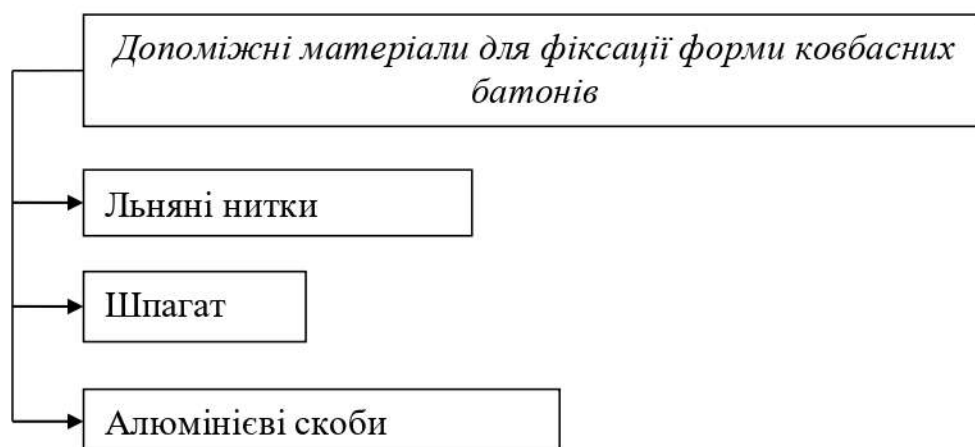 Допоміжні матеріали для фіксації форми ковбасних
батонів
Льняні нитки
Шпагат
Алюмінієві скоби